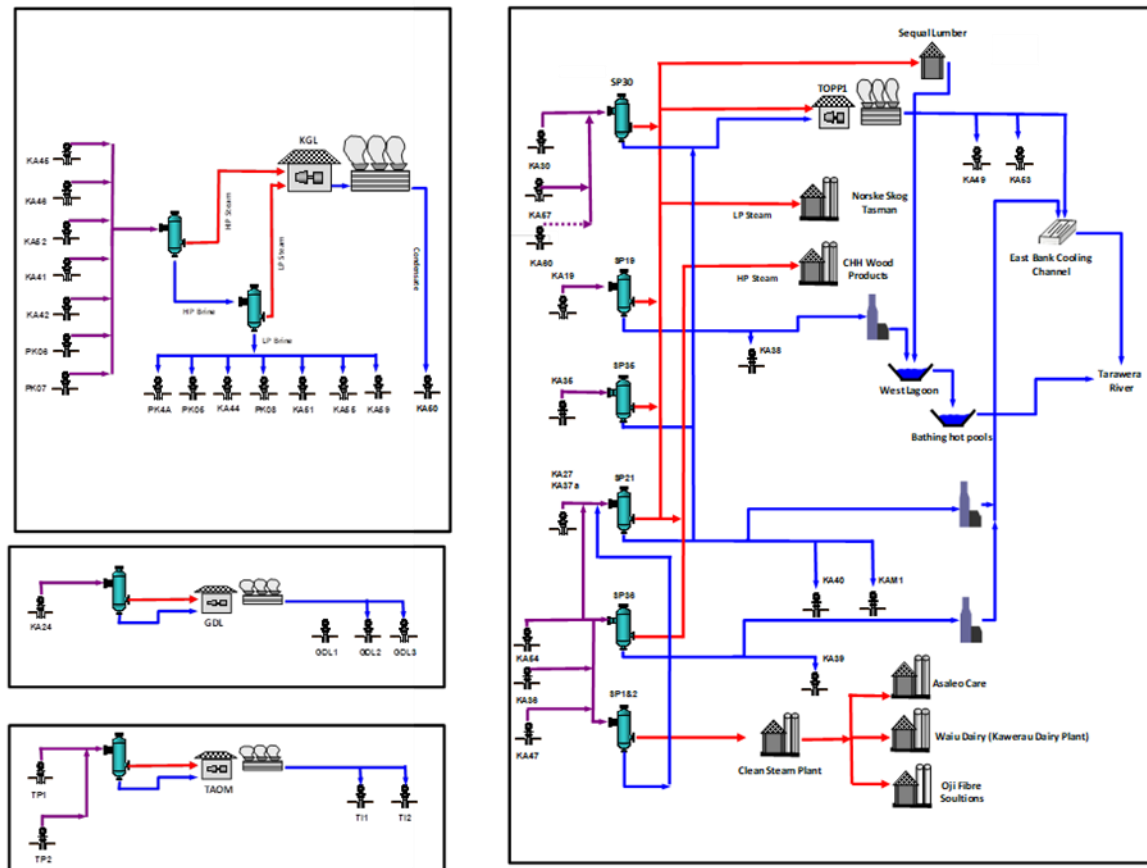 KGL
KA45
KA46
KA52
KA41
KA42
PK06
PK07
HP Steam
LP Steam
HP Brine
LP Brine
Condensate
PK4A
PK05
KA44
PK08
KA51
KA55
KA59
KA50
KA24
GDL
GDL1
GDL2
GDL3
TP1
TP2
TAOM
TI1
TI2
Sequal Lumber
SP30
TOPP1
KA30
KA57
KA60
KA49
KA53
Norske Skog
Tasman
LP Steam
CHH Wood
Products
HP Steam
East Bank Cooling
Channel
KA19
SP19
KA38
West Lagoon
Bathing hot pools
Tarawera
River
KA35
SP35
KA27
KA37a
SP21
KA40
KAM1
SP36
KA54
KA36
KA47
KA39
SP1&2
Clean Steam Plant
Asaleo Care
Waiu Dairy (Kawerau Dairy Plant)
Oji Fibre
Soultions